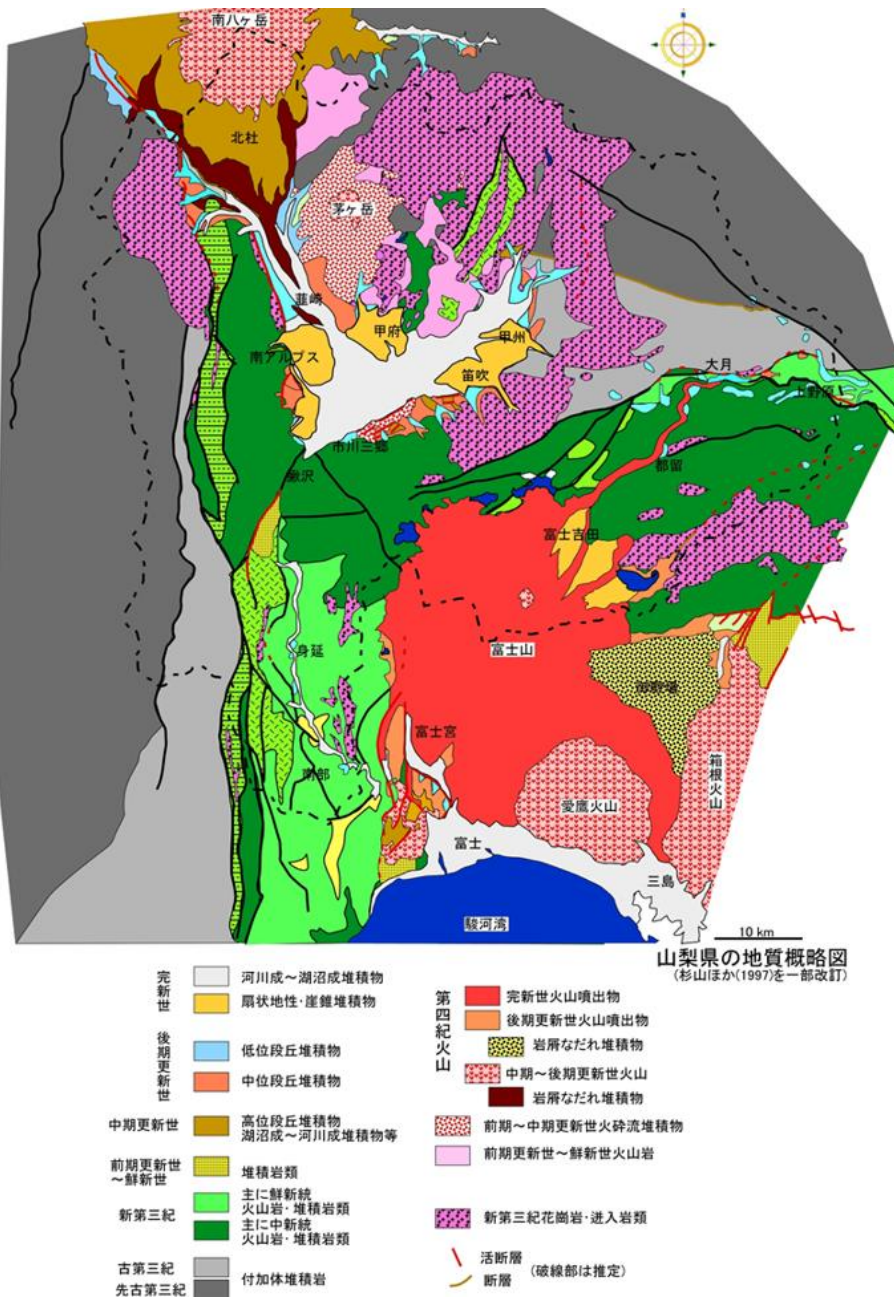 南八ヶ岳
北杜
茅ヶ岳
韮崎
甲府
甲州
南アルプス
笛吹
大月
上野原
市川三郷
鰍沢
都留
富士吉田
身延
富士山
御殿場
富士宮
箱根火山
南部
愛鷹火山
富士
三島
駿河湾
10 km
山梨県の地質概略図
(杉山ほか(1997)を一部改訂)
完新世
河川成～湖沼成堆積物
扇状地性・崖錐堆積物
後期更新世
低位段丘堆積物
中位段丘堆積物
中期更新世
高位段丘堆積物
湖沼成～河川成堆積物等
前期更新世
～鮮新世
堆積岩類
新第三紀
主に鮮新統
火山岩・堆積岩類
主に中新統
火山岩・堆積岩類
古第三紀
先古第三紀
付加体堆積岩
第四紀火山
完新世火山噴出物
後期更新世火山噴出物
岩屑なだれ堆積物
中期～後期更新世火山
岩屑なだれ堆積物
前期～中期更新世火砕流堆積物
前期更新世～鮮新世火山岩
新第三紀花崗岩・迸入岩類
活断層
断層
(破線部は推定)